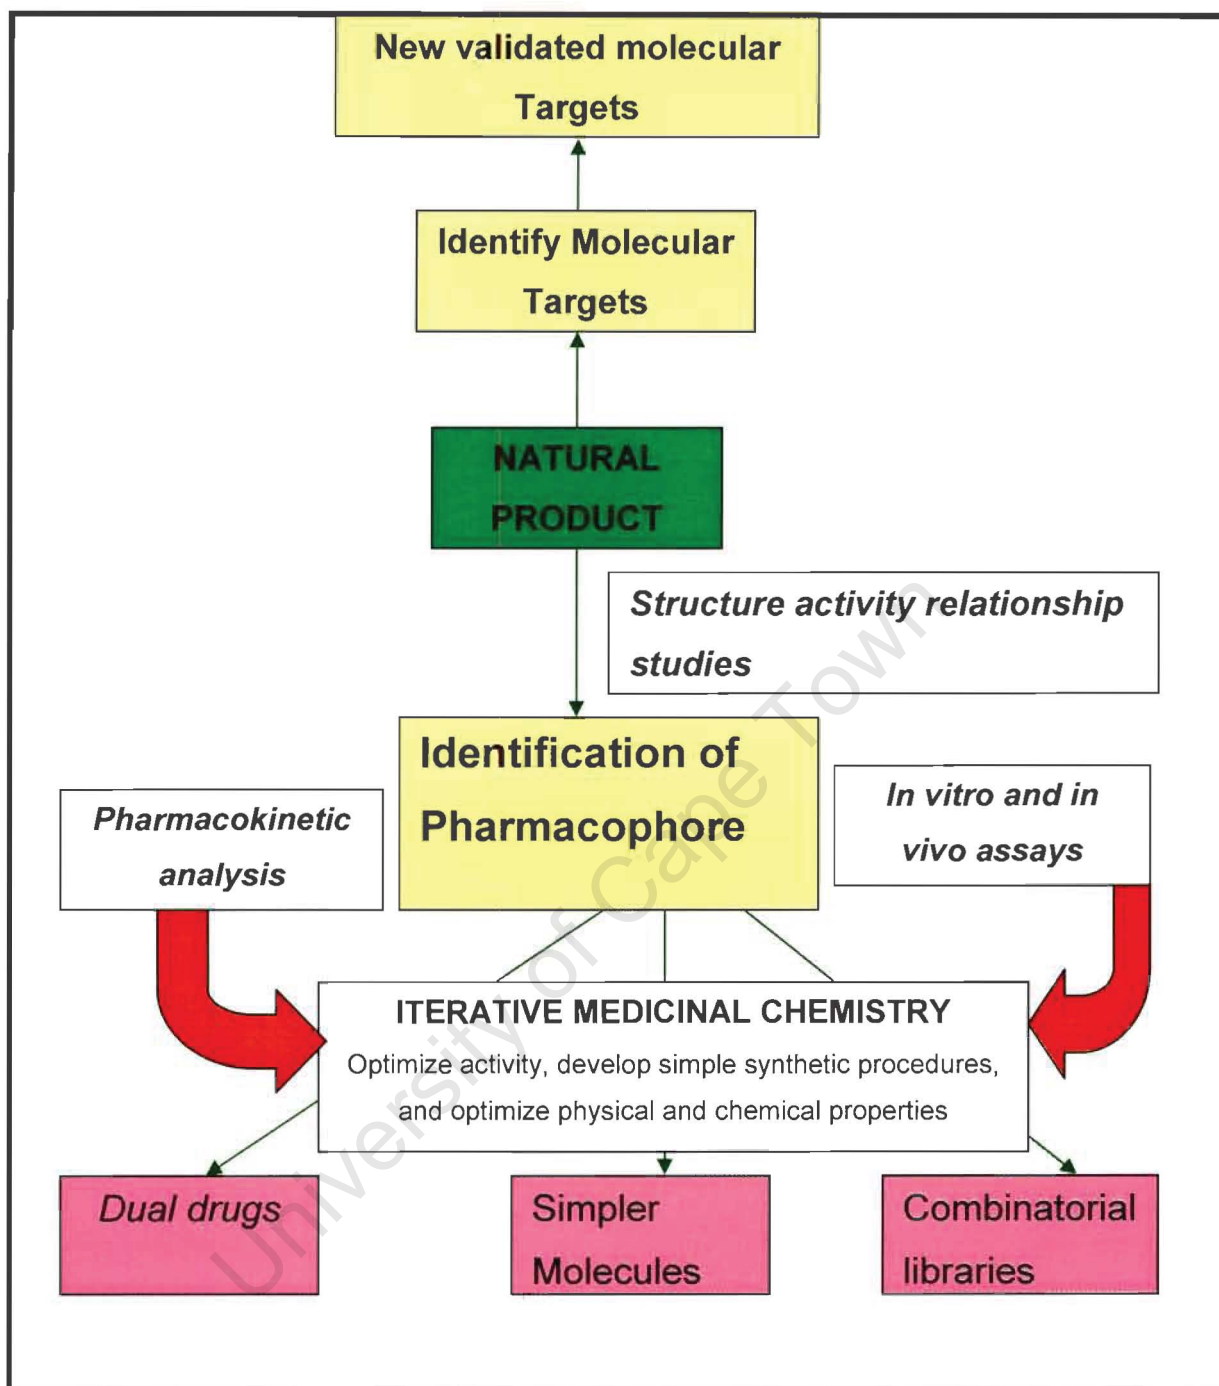 New validated molecular
Targets
Identify Molecular
Targets
NATURAL
PRODUCT
Structure activity relationship
studies
Identification of
Pharmacophore
Pharmacokinetic
analysis
In vitro and in
vivo assays
ITERATIVE MEDICINAL CHEMISTRY
Optimize activity, develop simple synthetic procedures,
and optimize physical and chemical properties
Dual drugs
Simpler
Molecules
Combinatorial
libraries
University of Cape Town